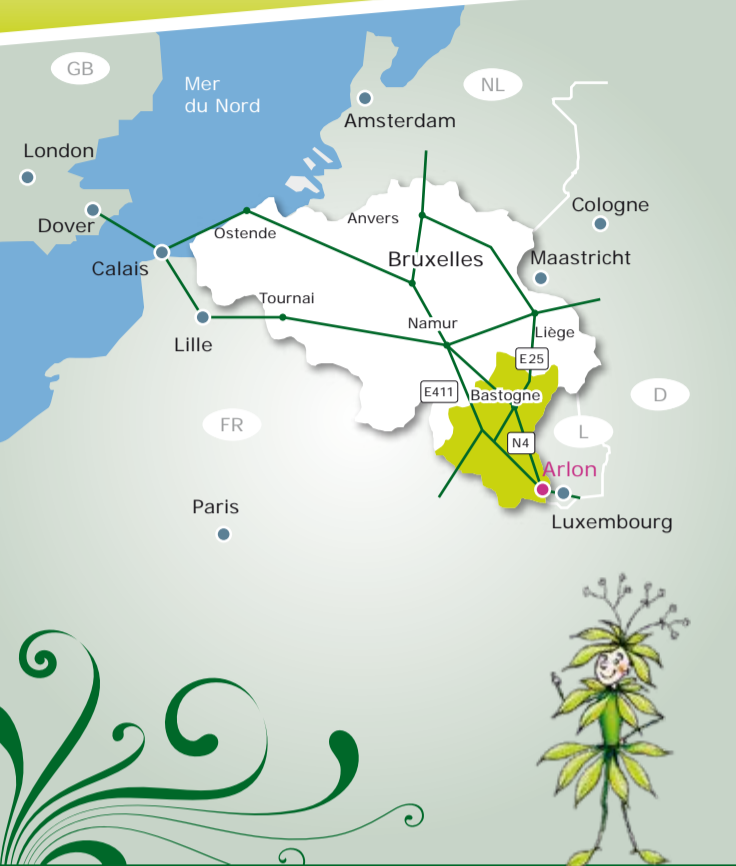 GB
Mer
du Nord
NL
Amsterdam
London
Cologne
Dover
Ostende
Anvers
Bruxelles
Maastricht
Calais
Tournai
Lille
Namur
Liège
E25
E411
Bastogne
D
FR
L
N4
Arlon
Paris
Luxembourg